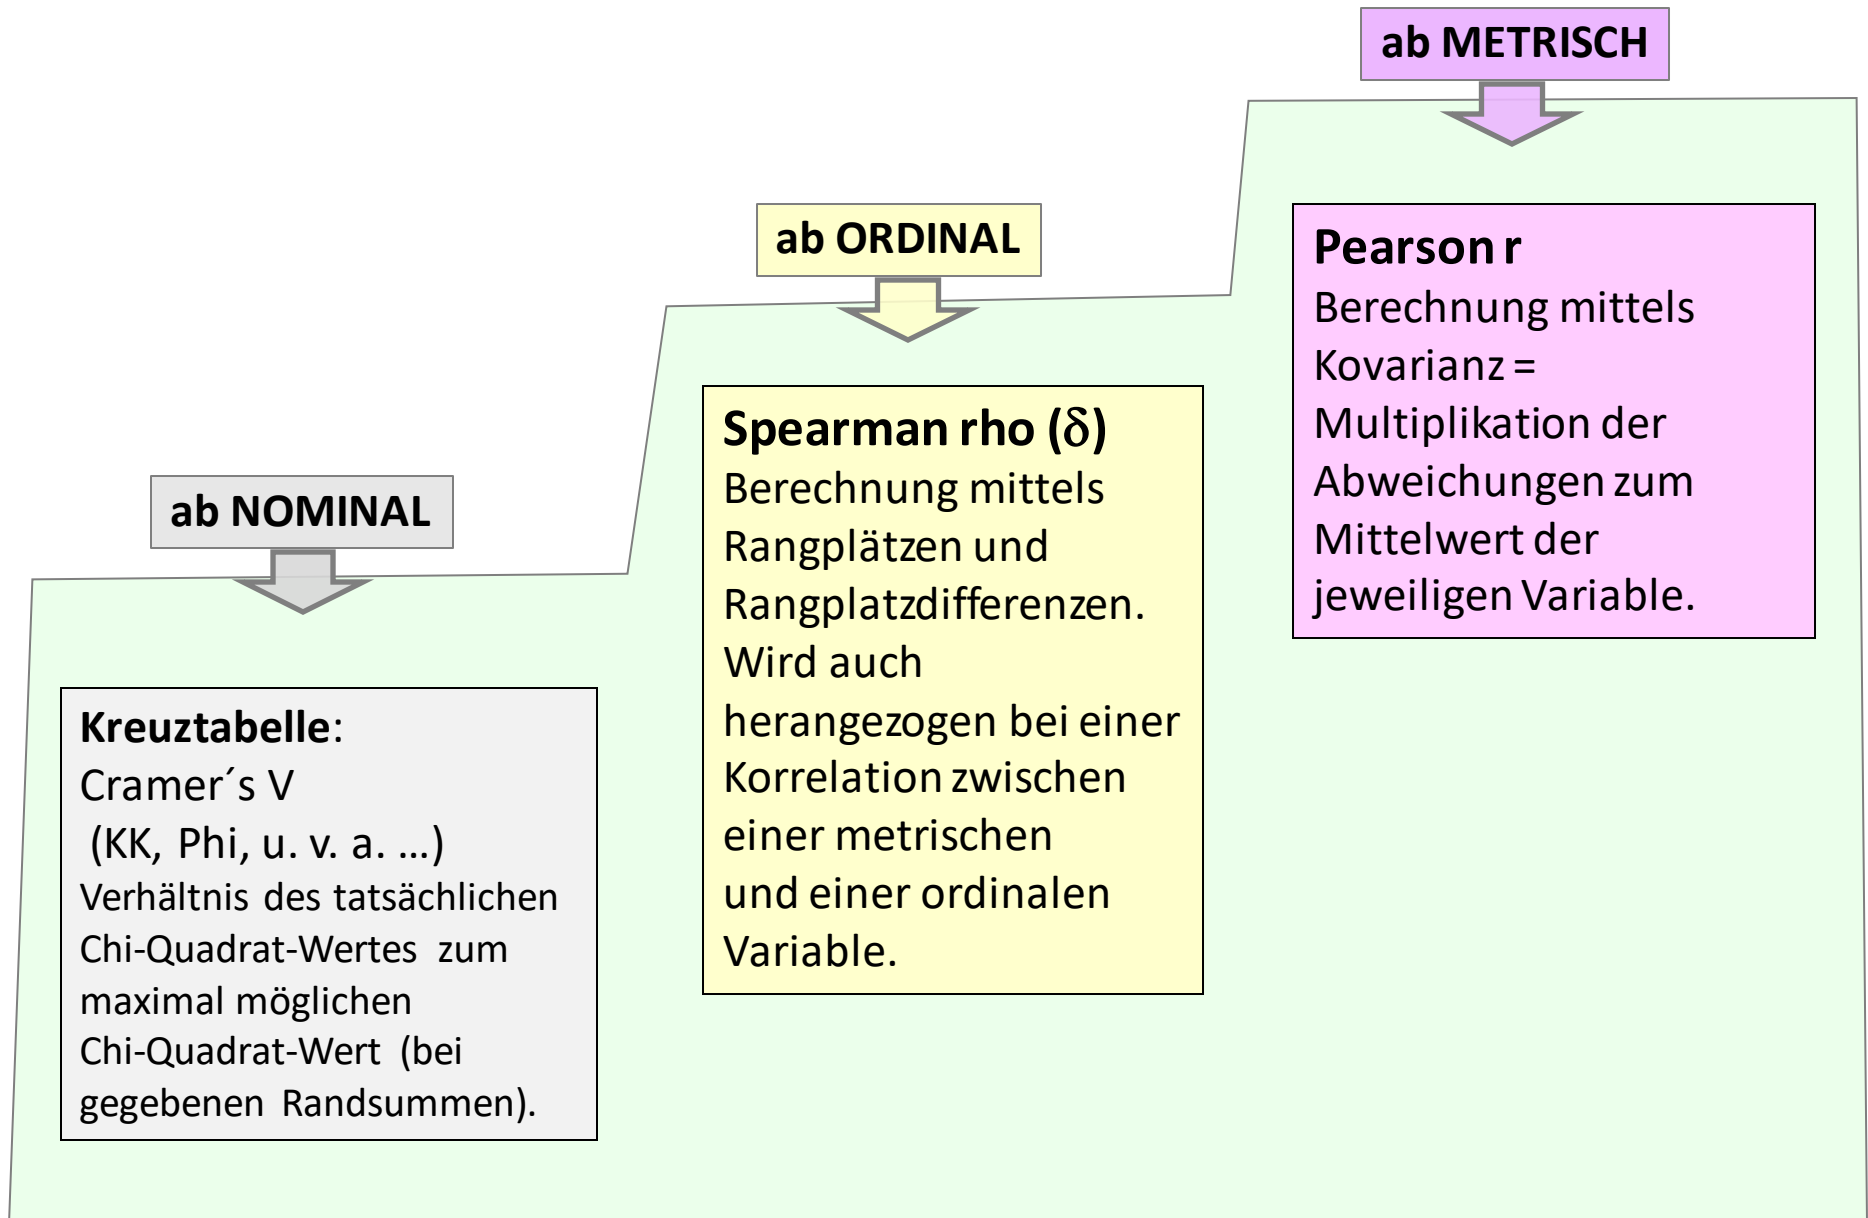 ab METRISCH
ab ORDINAL
ab NOMINAL
Kreuztabelle:
Cramer´s V
(KK, Phi, u. v. a. …)
Verhältnis des tatsächlichen
Chi-Quadrat-Wertes zum
maximal möglichen
Chi-Quadrat-Wert (bei
gegebenen Randsummen).
Spearman rho (δ)
Berechnung mittels
Rangplätzen und
Rangplatzdifferenzen.
Wird auch
herangezogen bei einer
Korrelation zwischen
einer metrischen
und einer ordinalen
Variable.
Pearson r
Berechnung mittels
Kovarianz =
Multiplikation der
Abweichungen zum
Mittelwert der
jeweiligen Variable.